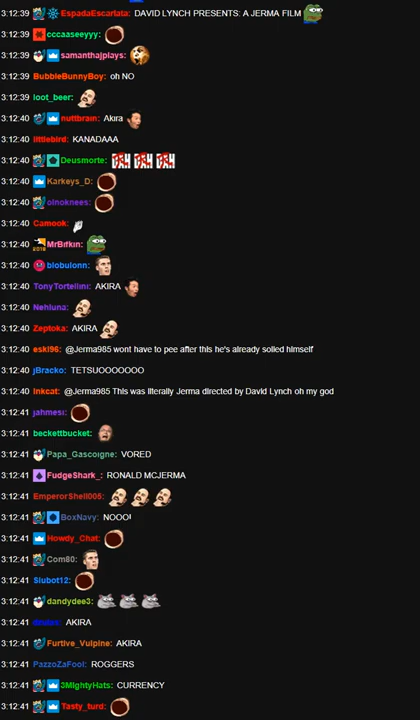 3:12:39 EspadaEscarlata: DAVID LYNCH PRESENTS: A JERMA FILM
3:12:39 cccaaseeyyy:
3:12:39 samanthajplays:
3:12:39 BubbleBunnyBoy: oh NO
3:12:39 loot_beer:
3:12:40 nuttbrain: Akira
3:12:40 littlebird: KANADAAA
3:12:40 Deusmorte:
3:12:40 Karkeys_D:
3:12:40 oinoknees:
3:12:40 Camook:
3:12:40 MrBifkin:
3:12:40 blobulonn:
3:12:40 TonyTortellini: AKIRA
3:12:40 Nehluna:
3:12:40 Zeptoka: AKIRA
3:12:40 eskl96: @Jerma985 wont have to pee after this he's already soiled himself
3:12:40 jBracko: TETSUOOOOOOO
3:12:40 Inkcat: @Jerma985 This was literally Jerma directed by David Lynch oh my god
3:12:41 jahmesi:
3:12:41 beckettbucket:
3:12:41 Papa_Gascoigne: VORED
3:12:41 FudgeShark_: RONALD MCJERMA
3:12:41 EmperorShell005:
3:12:41 BoxNavy: NOOO!
3:12:41 Howdy_Chat:
3:12:41 Com80:
3:12:41 Slubot12:
3:12:41 dandydee3:
3:12:41 AKIRA
3:12:41 Furtive_Vulpine: AKIRA
3:12:41 PazzoZaFool: ROGGERS
3:12:41 3MightyHats: CURRENCY
3:12:41 Tasty_turd: